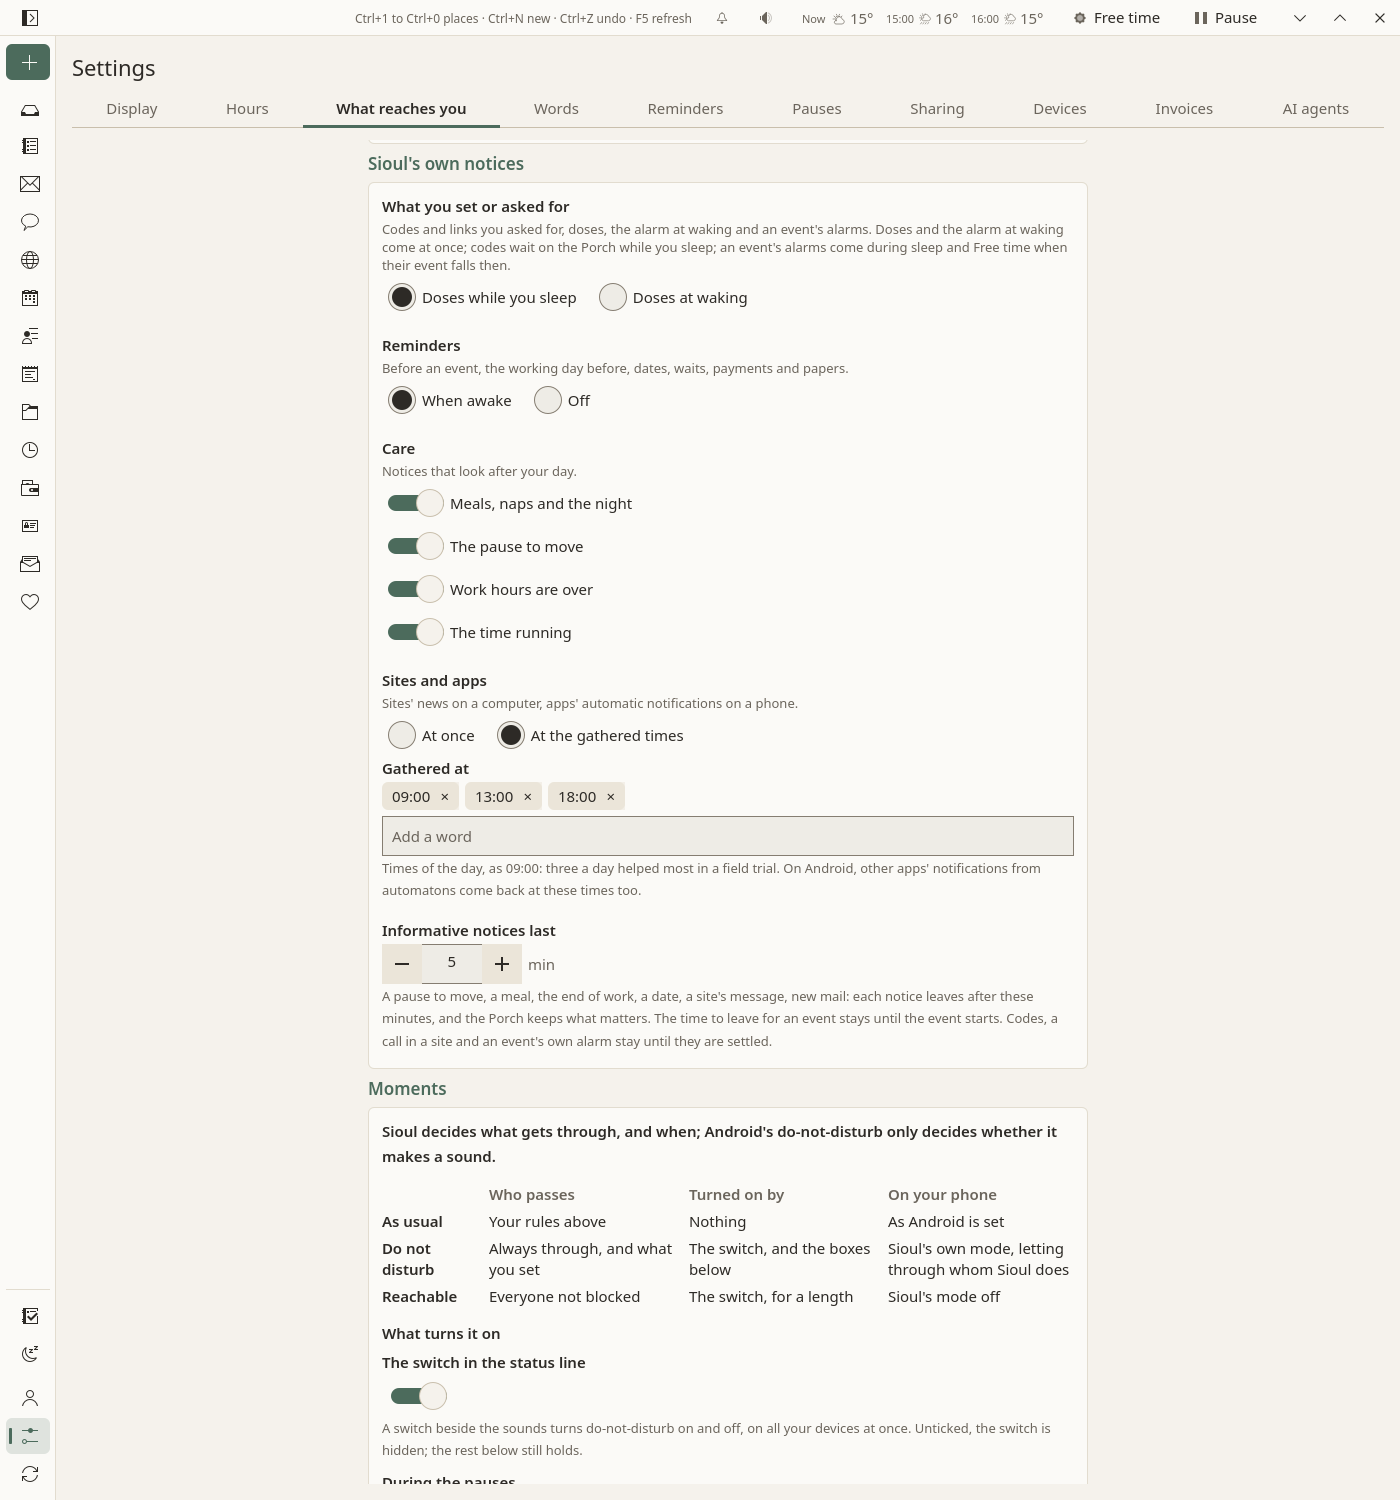 Ctrl+1 to Ctrl+0 places · Ctrl+N new · Ctrl+Z undo · F5 refresh
Now 15° 15:00 16° 16:00 15°
Free time
Pause
Settings
Display Hours What reaches you Words Reminders Pauses Sharing Devices Invoices AI agents
Sioul's own notices
What you set or asked for
Codes and links you asked for, doses, the alarm at waking and an event's alarms. Doses and the alarm at waking
come at once; codes wait on the Porch while you sleep; an event's alarms come during sleep and Free time when
their event falls then.
Doses while you sleep Doses at waking
Reminders
Before an event, the working day before, dates, waits, payments and papers.
When awake Off
Care
Notices that look after your day.
Meals, naps and the night
The pause to move
Work hours are over
The time running
Sites and apps
Sites' news on a computer, apps' automatic notifications on a phone.
At once At the gathered times
Gathered at
09:00 × 13:00 × 18:00 ×
Add a word
Times of the day, as 09:00: three a day helped most in a field trial. On Android, other apps' notifications from
automatons come back at these times too.
Informative notices last
5 min
A pause to move, a meal, the end of work, a date, a site's message, new mail: each notice leaves after these
minutes, and the Porch keeps what matters. The time to leave for an event stays until the event starts. Codes, a
call in a site and an event's own alarm stay until they are settled.
Moments
Sioul decides what gets through, and when; Android's do-not-disturb only decides whether it
makes a sound.
Who passes Turned on by On your phone
As usual Your rules above Nothing As Android is set
Do not Always through, and what The switch, and the boxes Sioul's own mode, letting
disturb you set below through whom Sioul does
Reachable Everyone not blocked The switch, for a length Sioul's mode off
What turns it on
The switch in the status line
A switch beside the sounds turns do-not-disturb on and off, on all your devices at once. Unticked, the switch is
hidden; the rest below still holds.
During the pauses